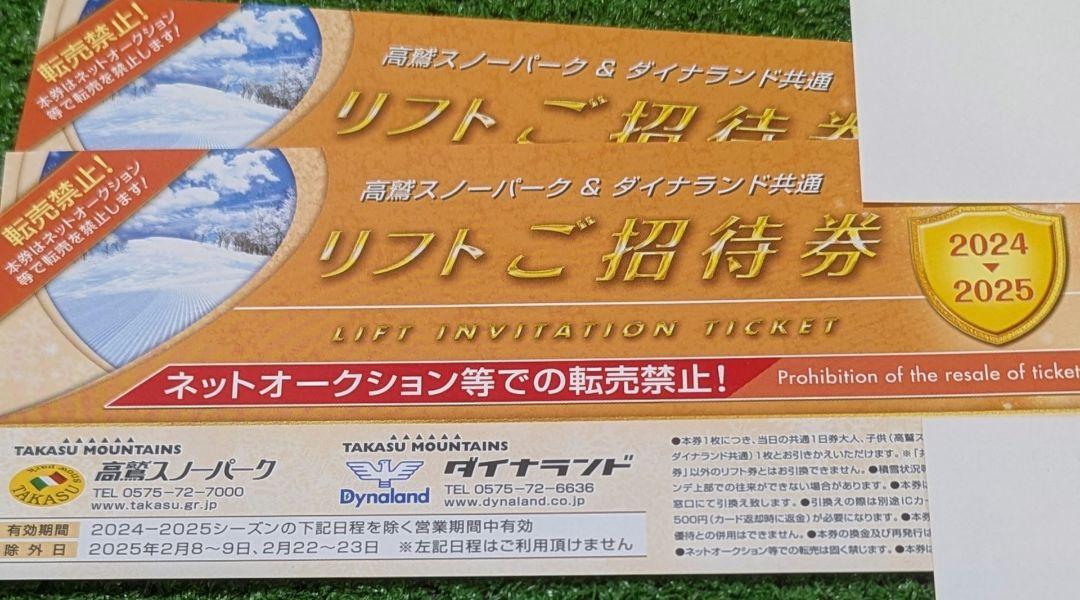 転売禁止!
本券はネットオークション
等で転売を禁止します!
高鷲スノーパーク & ダイナランド共通
リフトご招待券
転売禁止!
本券はネットオークション
等で転売を禁止します!
高鷲スノーパーク & ダイナランド共通
リフトご招待券
2024
2025
LIFT INVITATION TICKET
ネットオークション等での転売禁止!
Prohibition of the resale of ticket
TAKASU MOUNTAINS
高鷲スノーパーク
snow park
TAKASU
TEL 0575-72-7000
www.takasu.gr.jp
TAKASU MOUNTAINS
ダイナランド
Dynaland
TEL 0575-72-6636
www.dynaland.co.jp
有効期間 2024-2025シーズンの下記日程を除く営業期間中有効
除外日 2025年2月8〜9日、2月22〜23日 ※左記日程はご利用頂けません
●本券1枚につき、当日の共通1日券大人、子供(高鷲ス
ダイナランド共通)1枚とお引きかえいただけます。※「
券」以外のリフト券とはお引換できません。●積雪状況
ンデ上部での往来ができない場合があります。●本券
窓口にて引換え致します。●引換えの際は別途ICカ
500円(カード返却時に返金)が必要になります。●本
優待との併用はできません。●本券の換金及び再発行は
●ネットオークション等での転売は固く禁じます。●本券